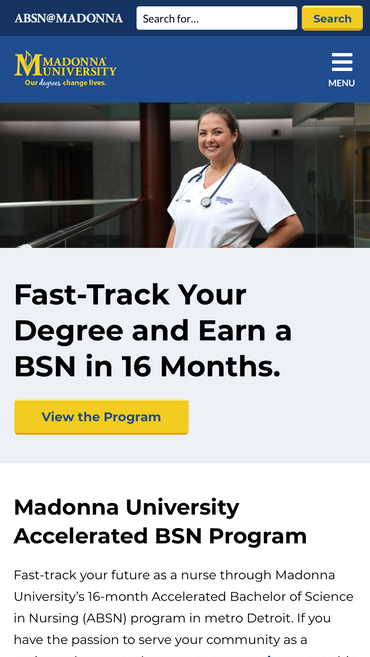 ABSN@MADONNA
Search for...
Search
MADONNA
UNIVERSITY
Our degrees change lives.
MENU
Fast-Track Your
Degree and Earn a
BSN in 16 Months.
View the Program
Madonna University
Accelerated BSN Program
Fast-track your future as a nurse through Madonna
University’s 16-month Accelerated Bachelor of Science
in Nursing (ABSN) program in metro Detroit. If you
have the passion to serve your community as a